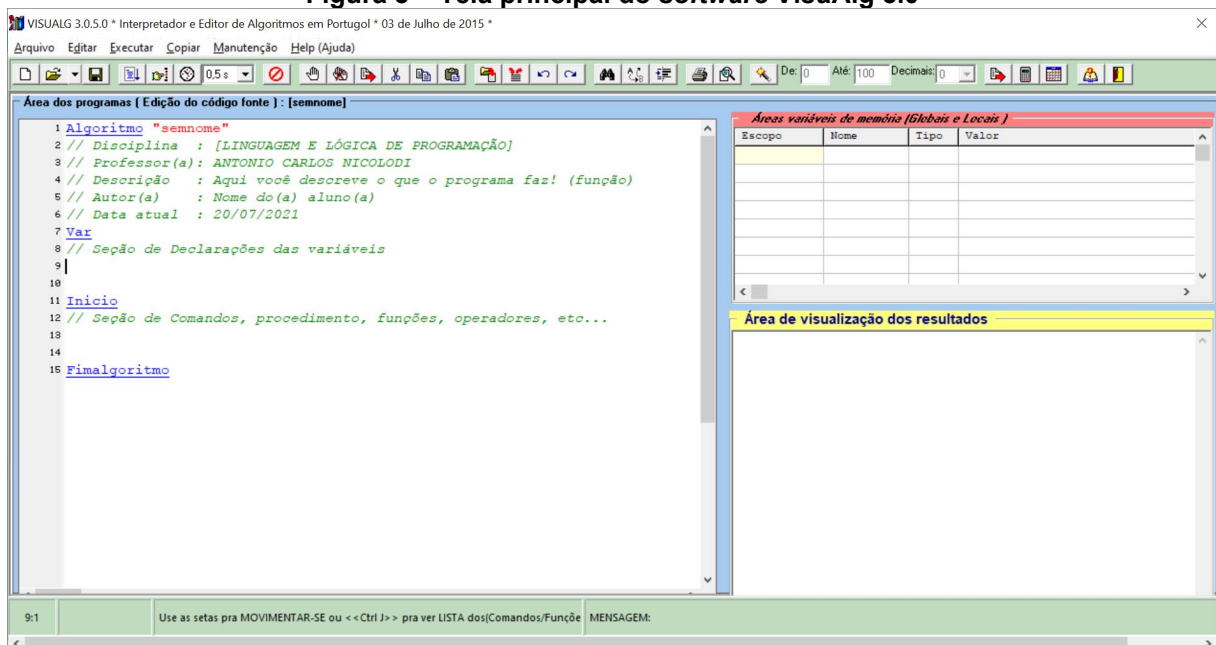 Figura 3 – Tela principal do software VisuAlg 3.0
VISUALG 3.0.5.0 * Interpretador e Editor de Algoritmos em Portugol * 03 de Julho de 2015 *
Arquivo Editar Executar Copiar Manutenção Help (Ajuda)
0,5 s De: 0 Até: 100 Decimais: 0
Área dos programas ( Edição do código fonte ) : [semnome]
1 Algoritmo "semnome"
2 // Disciplina : [LINGUAGEM E LÓGICA DE PROGRAMAÇÃO]
3 // Professor(a): ANTONIO CARLOS NICOLODI
4 // Descrição : Aqui você descreve o que o programa faz! (função)
5 // Autor(a) : Nome do(a) aluno(a)
6 // Data atual : 20/07/2021
7 Var
8 // Seção de Declarações das variáveis
9
10
11 Inicio
12 // Seção de Comandos, procedimento, funções, operadores, etc...
13
14
15 Fimalgoritmo
Áreas variáveis de memória (Globais e Locais )
Escopo Nome Tipo Valor
Área de visualização dos resultados
9:1 Use as setas pra MOVIMENTAR-SE ou <<Ctrl J>> pra ver LISTA dos(Comandos/Funçõe MENSAGEM: